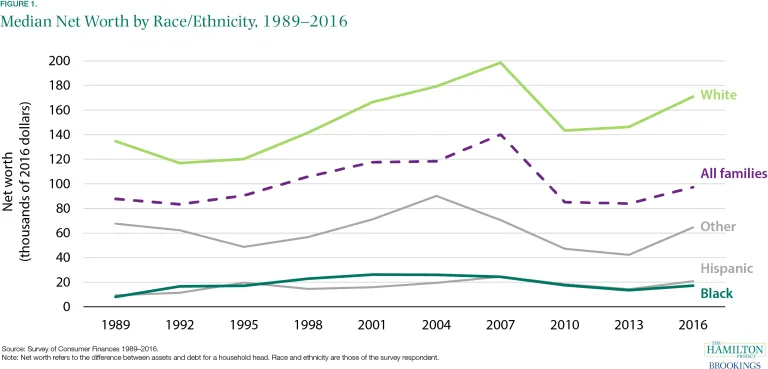 FIGURE 1.
Median Net Worth by Race/Ethnicity, 1989–2016
Net worth
(thousands of 2016 dollars)
200
180
160
140
120
100
80
60
40
20
0
White
All families
Other
Hispanic
Black
1989 1992 1995 1998 2001 2004 2007 2010 2013 2016
Source: Survey of Consumer Finances 1989–2016.
Note: Net worth refers to the difference between assets and debt for a household head. Race and ethnicity are those of the survey respondent.
THE
HAMILTON
PROJECT
BROOKINGS